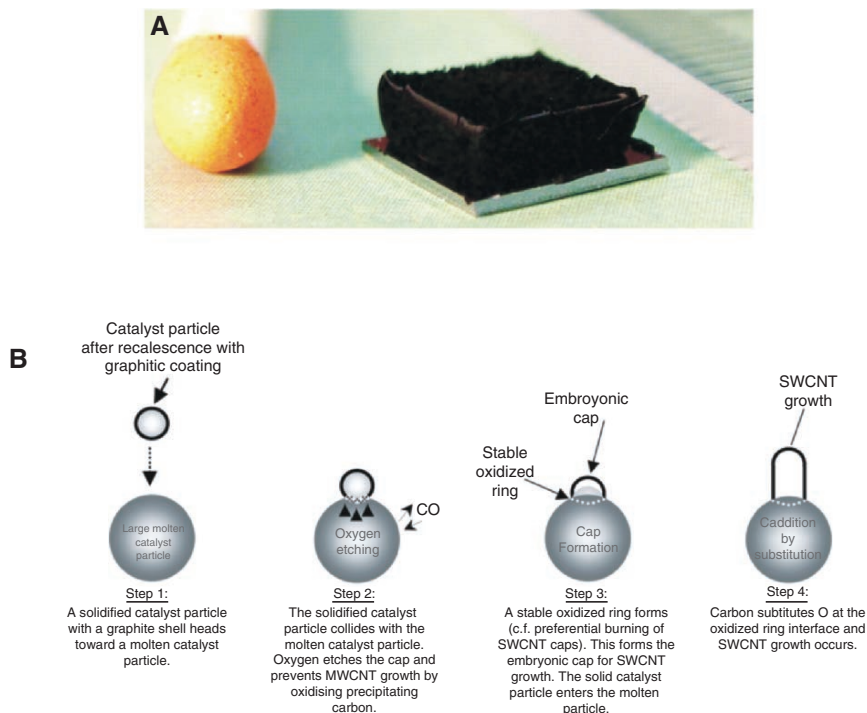 A
B
Catalyst particle
after recalescence with
graphitic coating
Large molten
catalyst
particle
Step 1:
A solidified catalyst particle
with a graphite shell heads
toward a molten catalyst
particle.
Oxygen
etching
CO
Step 2:
The solidified catalyst
particle collides with the
molten catalyst particle.
Oxygen etches the cap and
prevents MWCNT growth by
oxidising precipitating
carbon.
Embroyonic
cap
Stable
oxidized
ring
Cap
Formation
Step 3:
A stable oxidized ring forms
(c.f. preferential burning of
SWCNT caps). This forms the
embryonic cap for SWCNT
growth. The solid catalyst
particle enters the molten
particle.
SWCNT
growth
Caddition
by
substitution
Step 4:
Carbon subtitutes O at the
oxidized ring interface and
SWCNT growth occurs.